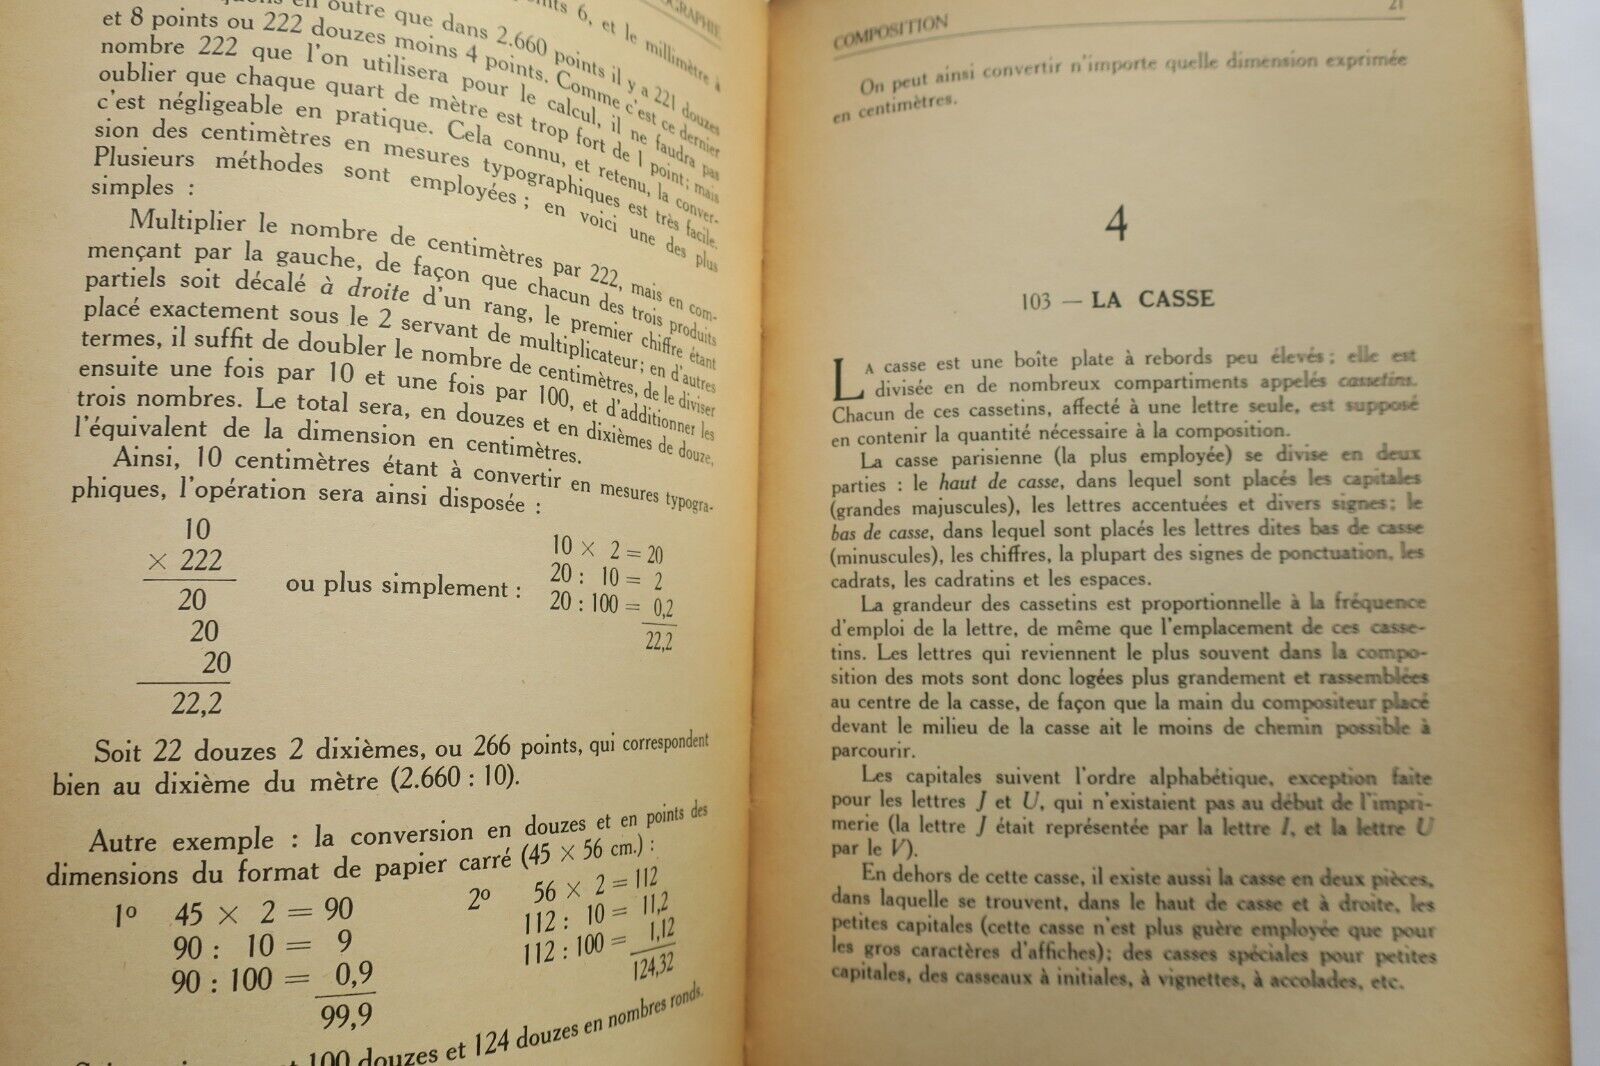 OGRAPHIE
en outre que dans 2.660 points il y a 221 douzes
points 6, et le millimètre à
et 8 points ou 222 douzes moins 4 points. Comme c'est ce dernier
nombre 222 que l'on utilisera pour le calcul, il ne faudra pas
oublier que chaque quart de mètre est trop fort de 1 point; mais
c'est négligeable en pratique. Cela connu, et retenu, la conver-
sion des centimètres en mesures typographiques est très facile.
Plusieurs méthodes sont employées; en voici une des plus
simples :
Multiplier le nombre de centimètres par 222, mais en com-
mençant par la gauche, de façon que chacun des trois produits
partiels soit décalé à droite d'un rang, le premier chiffre étant
placé exactement sous le 2 servant de multiplicateur; en d'autres
termes, il suffit de doubler le nombre de centimètres, de le diviser
ensuite une fois par 10 et une fois par 100, et d'additionner les
trois nombres. Le total sera, en douzes et en dixièmes de douze,
l'équivalent de la dimension en centimètres.
Ainsi, 10 centimètres étant à convertir en mesures typogra-
phiques, l'opération sera ainsi disposée :
10
× 222
20
20
20
22,2
ou plus simplement :
10 × 2 = 20
20 : 10 = 2
20 : 100 = 0,2
22,2
Soit 22 douzes 2 dixièmes, ou 266 points, qui correspondent
bien au dixième du mètre (2.660 : 10).
Autre exemple : la conversion en douzes et en points des
dimensions du format de papier carré (45 × 56 cm.) :
1º 45 × 2 = 90
90 : 10 = 9
90 : 100 = 0,9
99,9
2º 56 × 2 = 112
112 : 10 = 11,2
112 : 100 = 1,12
124,32
100 douzes et 124 douzes en nombres ronds.
COMPOSITION 21
On peut ainsi convertir n'importe quelle dimension exprimée
en centimètres.
4
103 — LA CASSE
LA casse est une boîte plate à rebords peu élevés; elle est
divisée en de nombreux compartiments appelés cassetins.
Chacun de ces cassetins, affecté à une lettre seule, est supposé
en contenir la quantité nécessaire à la composition.
La casse parisienne (la plus employée) se divise en deux
parties : le haut de casse, dans lequel sont placés les capitales
(grandes majuscules), les lettres accentuées et divers signes; le
bas de casse, dans lequel sont placés les lettres dites bas de casse
(minuscules), les chiffres, la plupart des signes de ponctuation, les
cadrats, les cadratins et les espaces.
La grandeur des cassetins est proportionnelle à la fréquence
d'emploi de la lettre, de même que l'emplacement de ces casse-
tins. Les lettres qui reviennent le plus souvent dans la compo-
sition des mots sont donc logées plus grandement et rassemblées
au centre de la casse, de façon que la main du compositeur placé
devant le milieu de la casse ait le moins de chemin possible à
parcourir.
Les capitales suivent l'ordre alphabétique, exception faite
pour les lettres J et U, qui n'existaient pas au début de l'impri-
merie (la lettre J était représentée par la lettre I, et la lettre U
par le V).
En dehors de cette casse, il existe aussi la casse en deux pièces,
dans laquelle se trouvent, dans le haut de casse et à droite, les
petites capitales (cette casse n'est plus guère employée que pour
les gros caractères d'affiches); des casses spéciales pour petites
capitales, des casseaux à initiales, à vignettes, à accolades, etc.